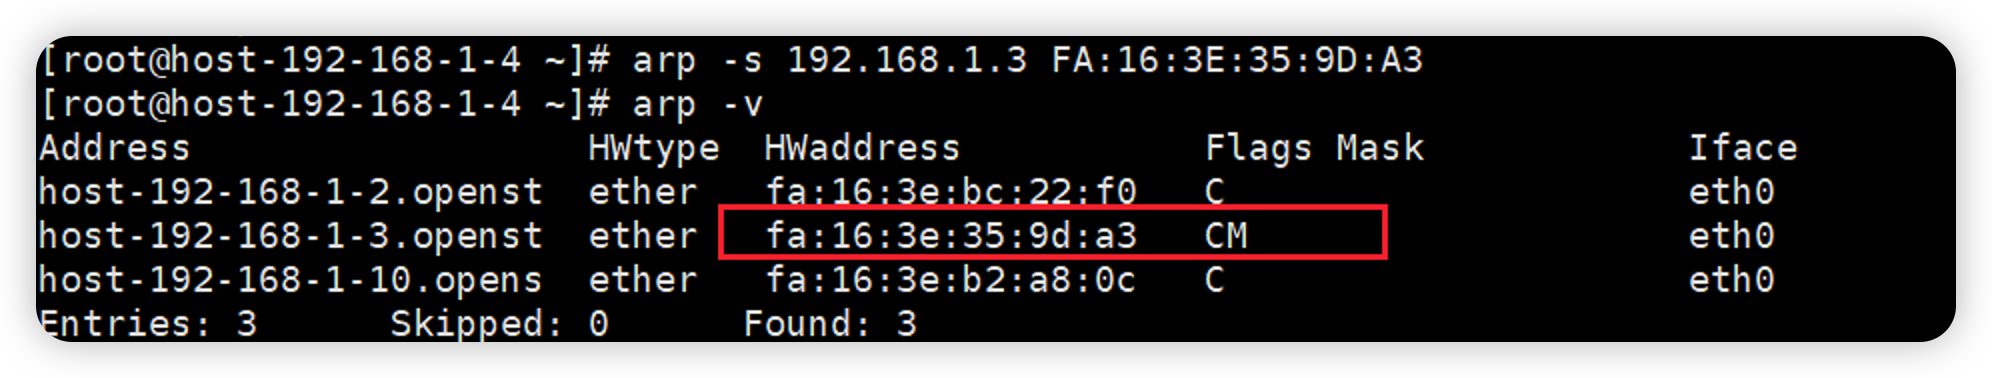 [root@host-192-168-1-4 ~]# arp -s 192.168.1.3 FA:16:3E:35:9D:A3
[root@host-192-168-1-4 ~]# arp -v
Address                  HWtype  HWaddress           Flags Mask            Iface
host-192-168-1-2.openst  ether   fa:16:3e:bc:22:f0   C                     eth0
host-192-168-1-3.openst  ether   fa:16:3e:35:9d:a3   CM                    eth0
host-192-168-1-10.opens  ether   fa:16:3e:b2:a8:0c   C                     eth0
Entries: 3      Skipped: 0      Found: 3